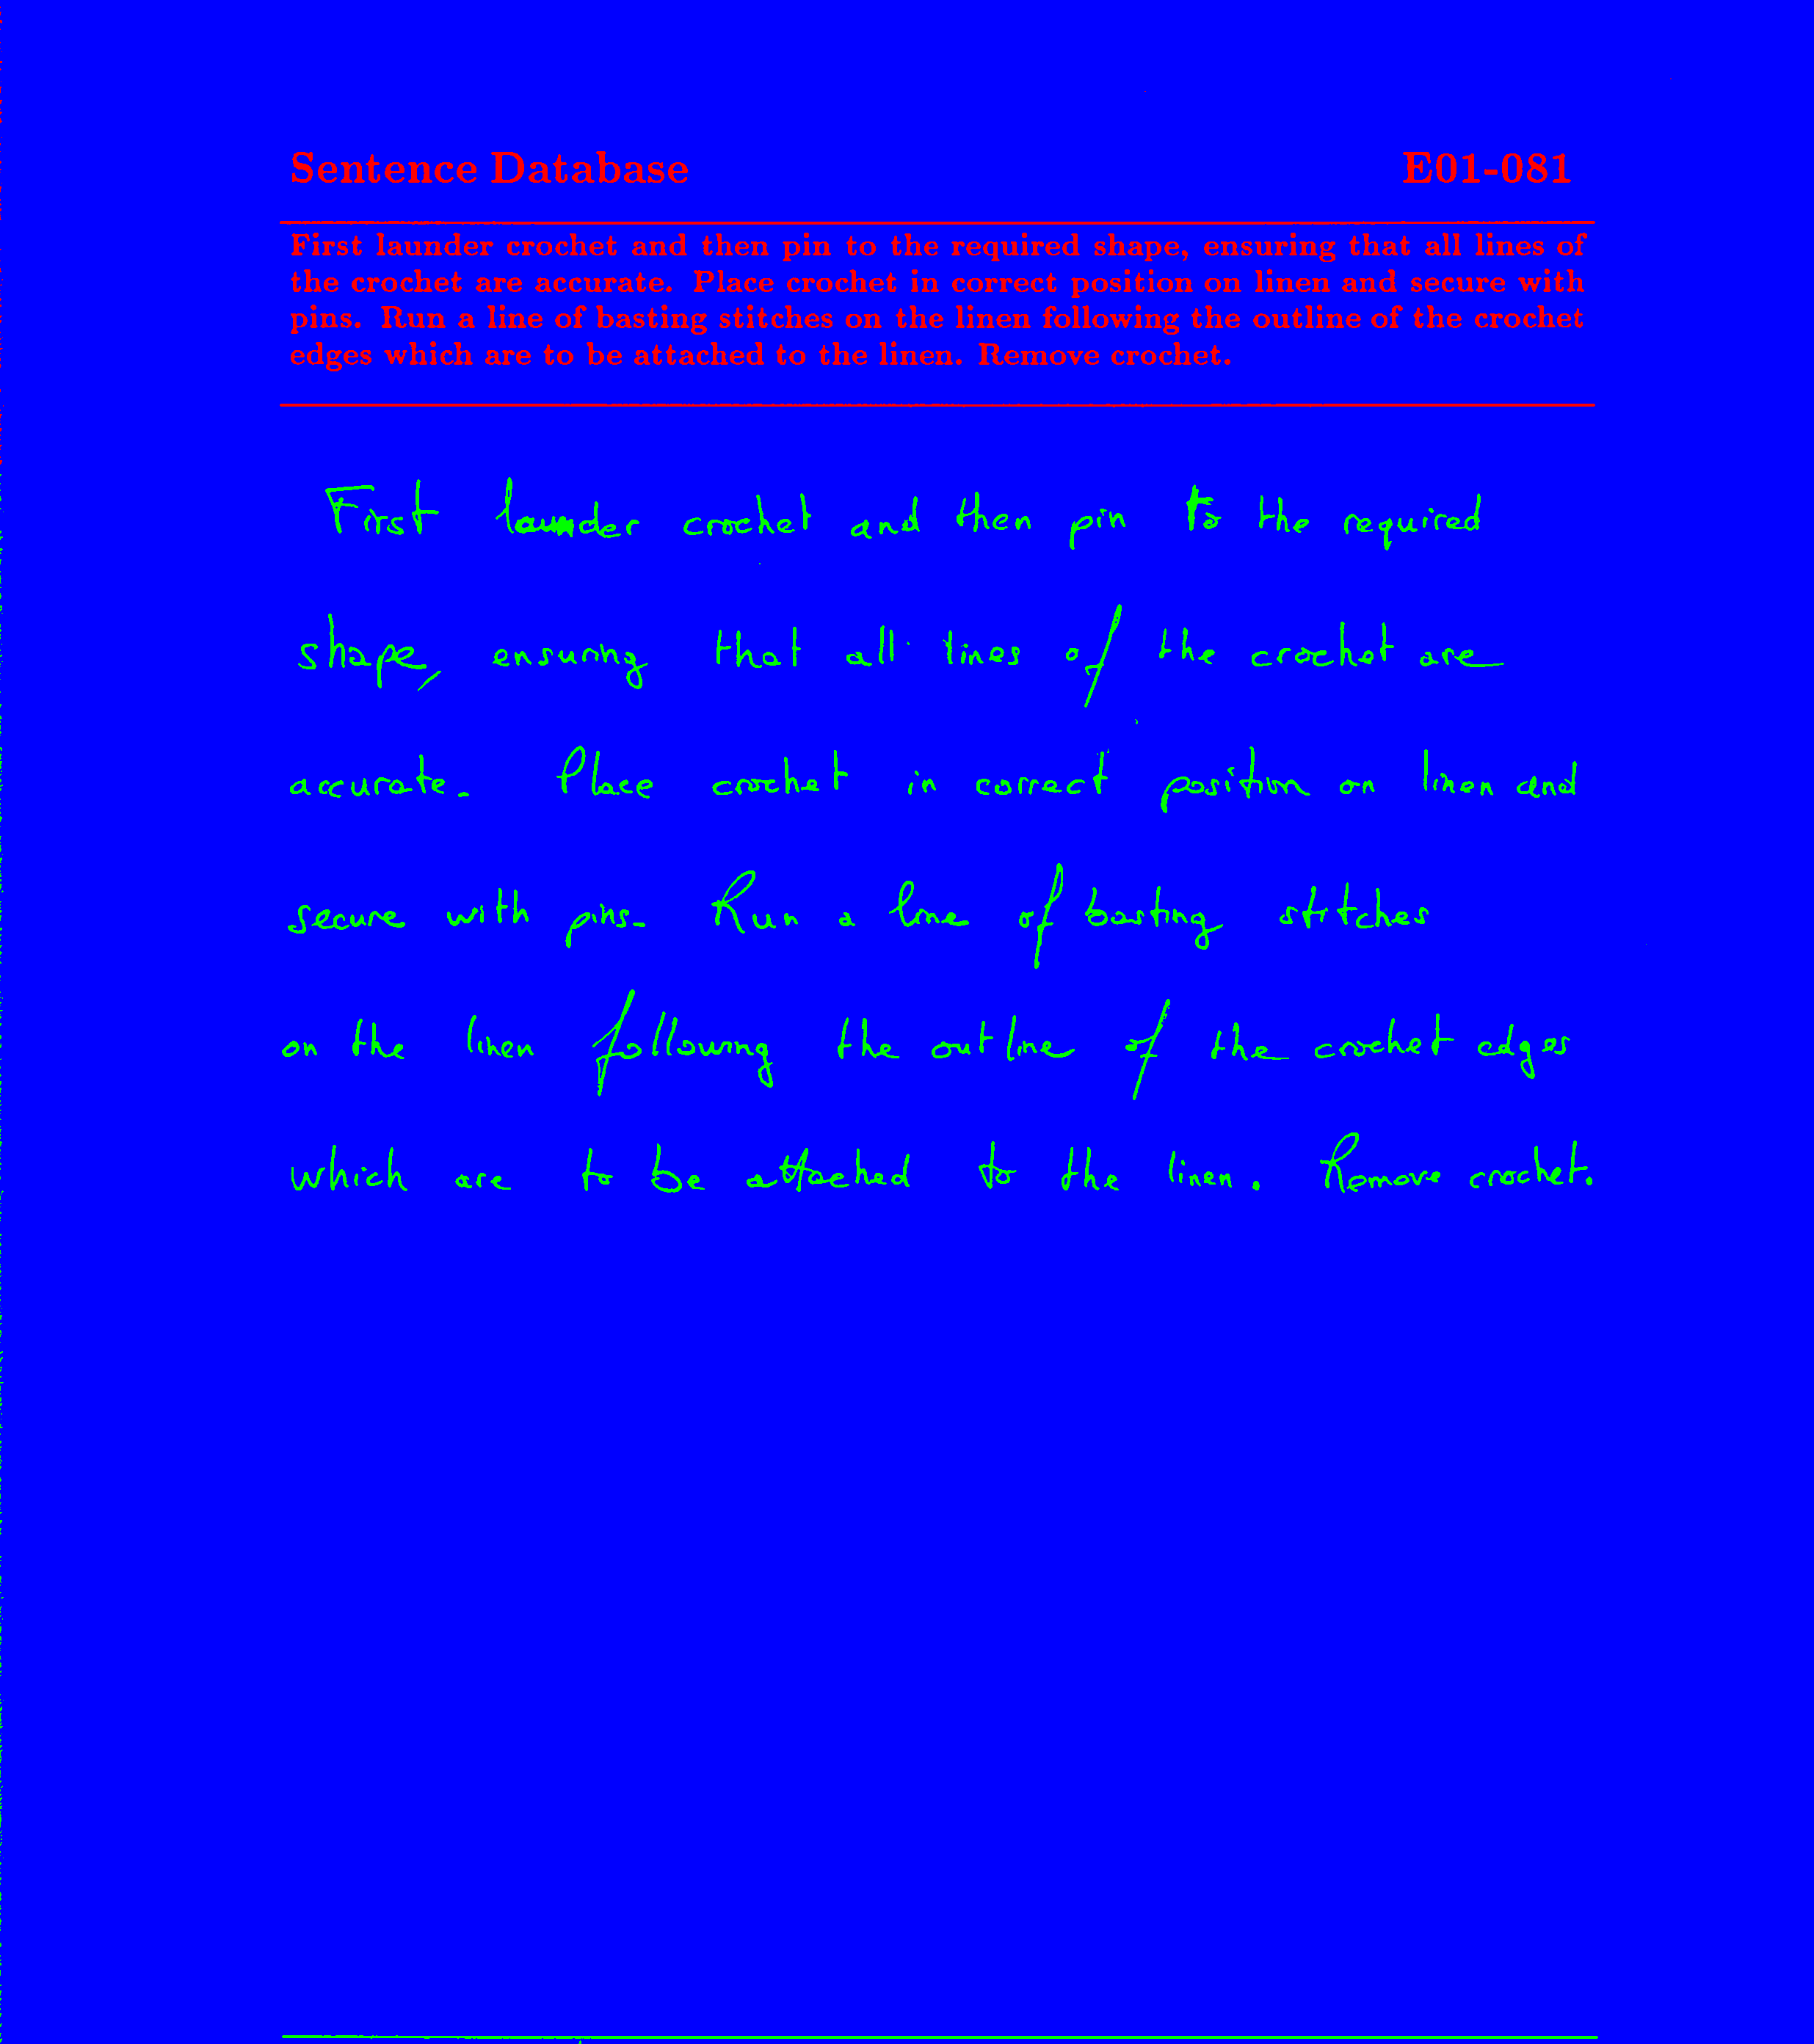 Sentence Database E01-081
First launder crochet and then pin to the required shape, ensuring that all lines of
the crochet are accurate. Place crochet in correct position on linen and secure with
pins. Run a line of basting stitches on the linen following the outline of the crochet
edges which are to be attached to the linen. Remove crochet.
First launder crochet and then pin to the required
shape, ensuring that all lines of the crochet are
accurate. Place crochet in correct position on linen and
secure with pins. Run a line of basting stitches
on the linen following the outline of the crochet edges
which are to be attached to the linen. Remove crochet.